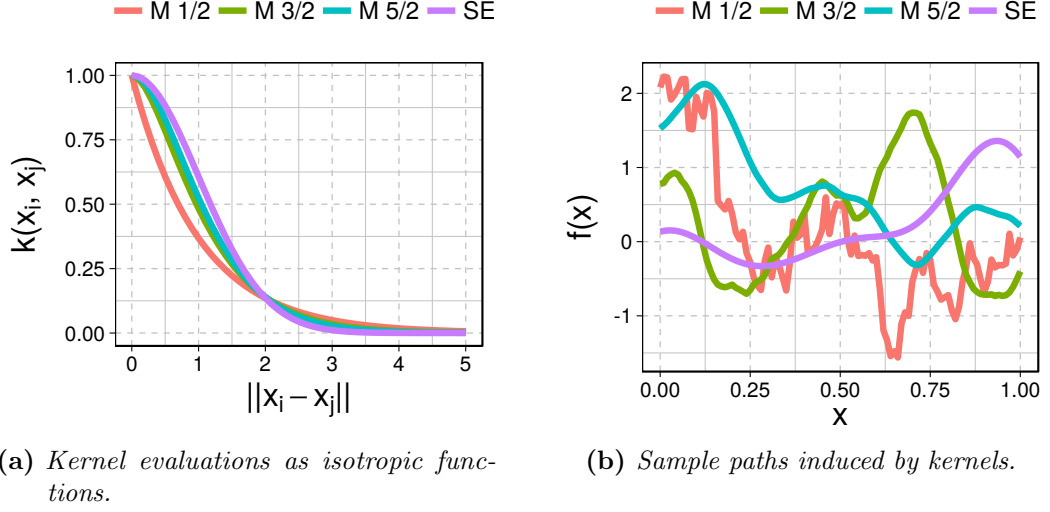 M 1/2 M 3/2 M 5/2 SE
1.00
0.75
0.50
0.25
0.00
k(xi, xj)
0 1 2 3 4 5
||xi − xj||
(a) Kernel evaluations as isotropic func-
tions.
M 1/2 M 3/2 M 5/2 SE
2
1
0
-1
f(x)
0.00 0.25 0.50 0.75 1.00
x
(b) Sample paths induced by kernels.